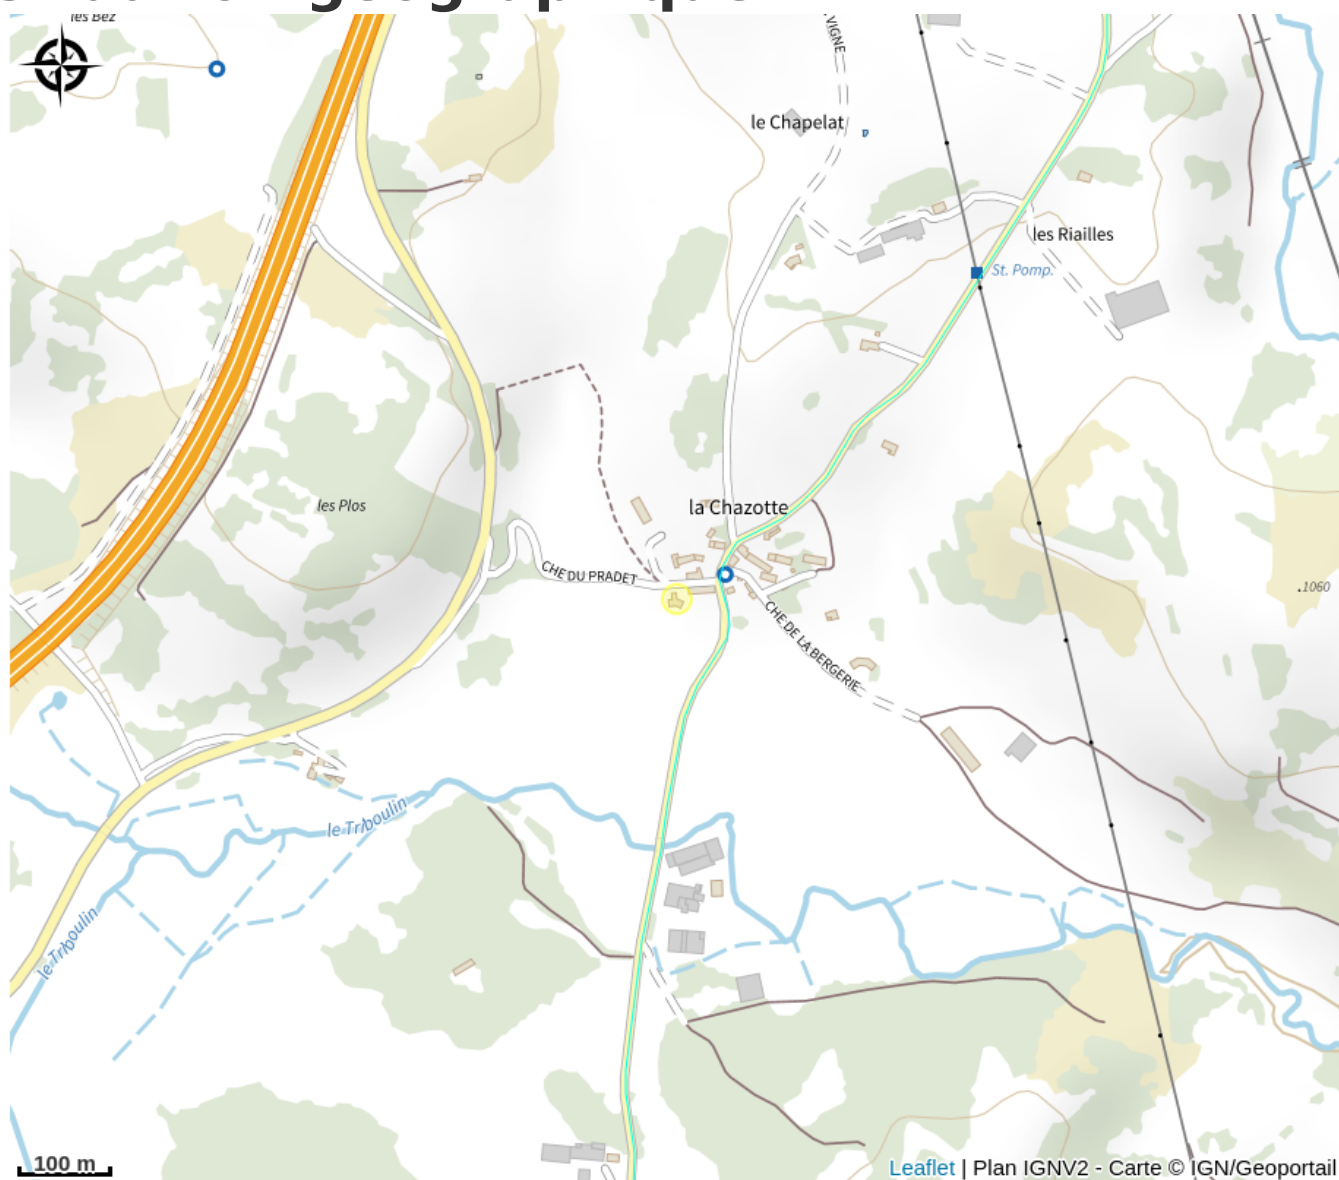 les Bez
VIGNE
le Chapelat
les Riailles
St. Pomp.
les Plos
la Chazotte
CHE DU PRADET
CHE DE LA BERGERIE
.1060
le Triboulin
le Triboulin
100 m
Leaflet | Plan IGNV2 - Carte © IGN/Geoportail